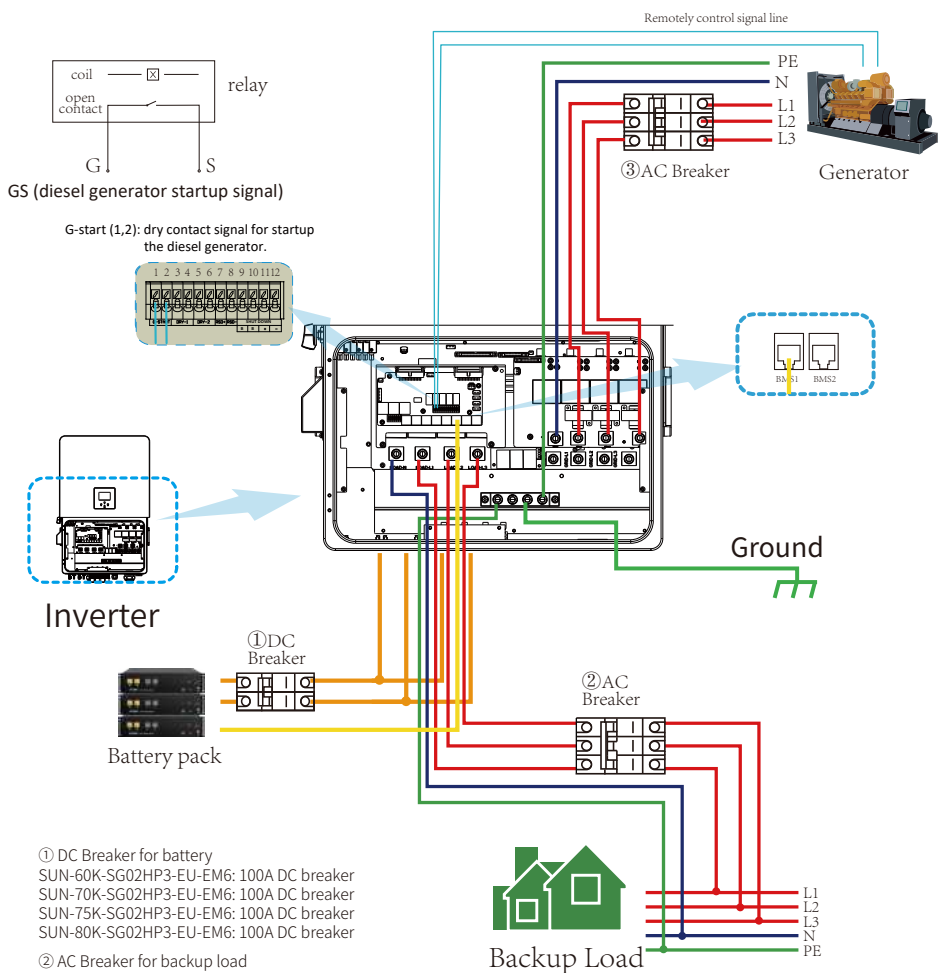 Remotely control signal line
PE
N
L1
L2
L3
③AC Breaker
Generator
coil
open
contact
relay
G
S
GS (diesel generator startup signal)
G-start (1,2): dry contact signal for startup
the diesel generator.
1 2 3 4 5 6 7 8 9 10 11 12
BMS1 BMS2
Inverter
Ground
①DC
Breaker
Battery pack
②AC
Breaker
① DC Breaker for battery
SUN-60K-SG02HP3-EU-EM6: 100A DC breaker
SUN-70K-SG02HP3-EU-EM6: 100A DC breaker
SUN-75K-SG02HP3-EU-EM6: 100A DC breaker
SUN-80K-SG02HP3-EU-EM6: 100A DC breaker
② AC Breaker for backup load
Backup Load
L1
L2
L3
N
PE